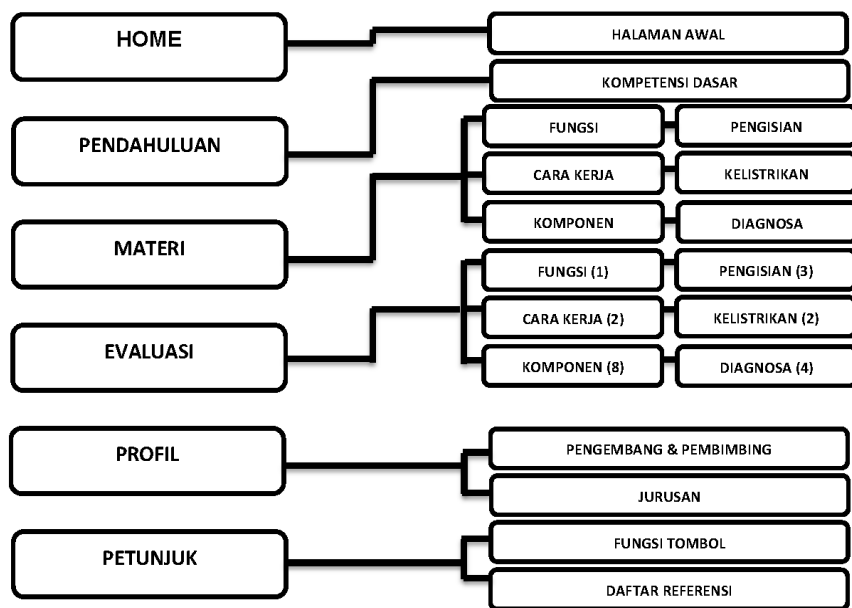 HOME
HALAMAN AWAL
PENDAHULUAN
KOMPETENSI DASAR
MATERI
FUNGSI
PENGISIAN
CARA KERJA
KELISTRIKAN
KOMPONEN
DIAGNOSA
EVALUASI
FUNGSI (1)
PENGISIAN (3)
CARA KERJA (2)
KELISTRIKAN (2)
KOMPONEN (8)
DIAGNOSA (4)
PROFIL
PENGEMBANG & PEMBIMBING
JURUSAN
PETUNJUK
FUNGSI TOMBOL
DAFTAR REFERENSI